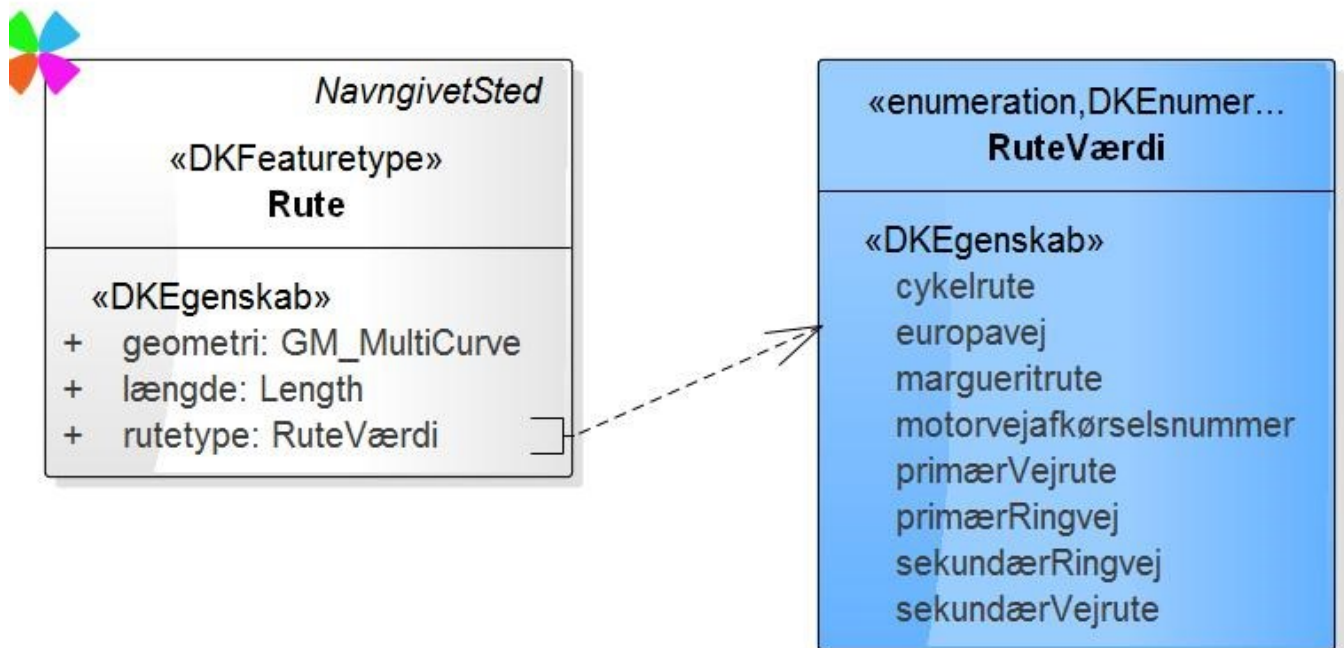 NavngivetSted
«DKFeaturetype»
Rute
«DKEgenskab»
+ geometri: GM_MultiCurve
+ længde: Length
+ rutetype: RuteVærdi
«enumeration,DKEnumer...
RuteVærdi
«DKEgenskab»
cykelrute
europavej
margueritrute
motorvejafkørselsnummer
primærVejrute
primærRingvej
sekundærRingvej
sekundærVejrute